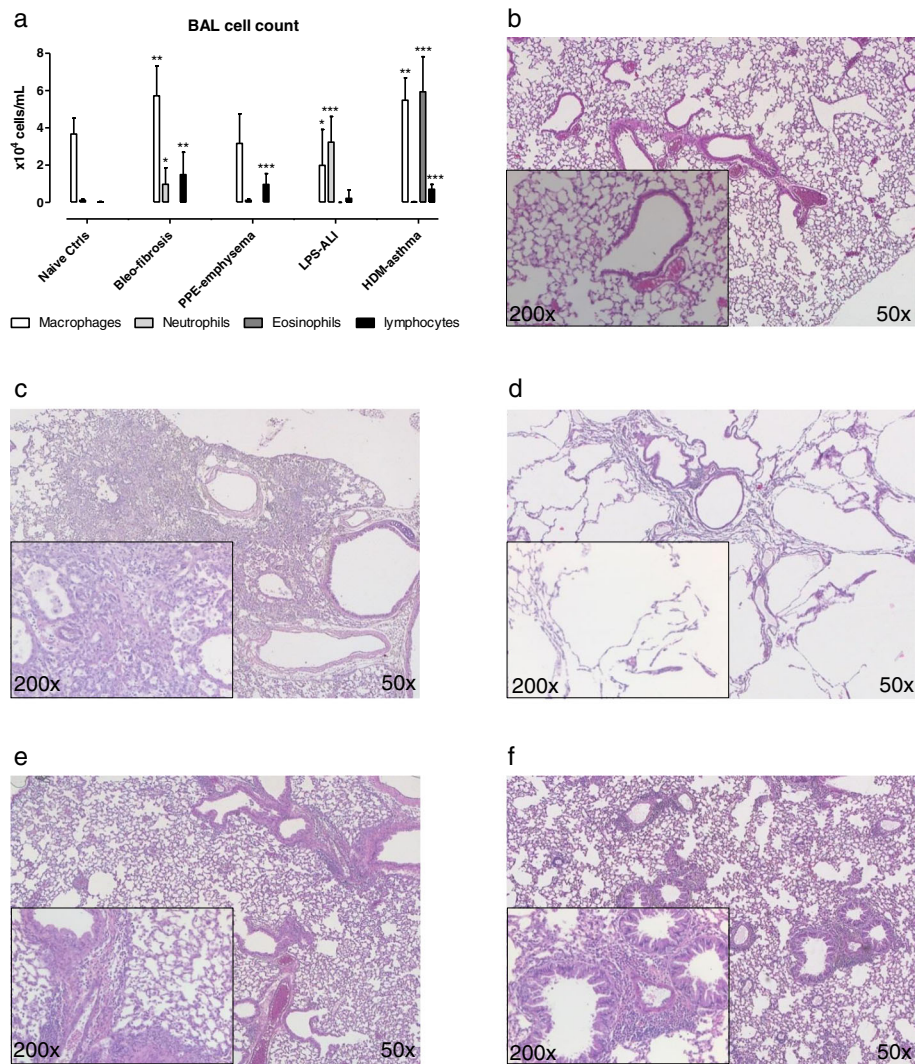 a
BAL cell count
x10⁴ cells/mL
8
6
4
2
0
** * ** *** * *** ** *** ***
Naive Ctrls
Bleo-fibrosis
PPE-emphysema
LPS-ALI
HDM-asthma
Macrophages Neutrophils Eosinophils lymphocytes
b
200x 50x
c
200x 50x
d
200x 50x
e
200x 50x
f
200x 50x